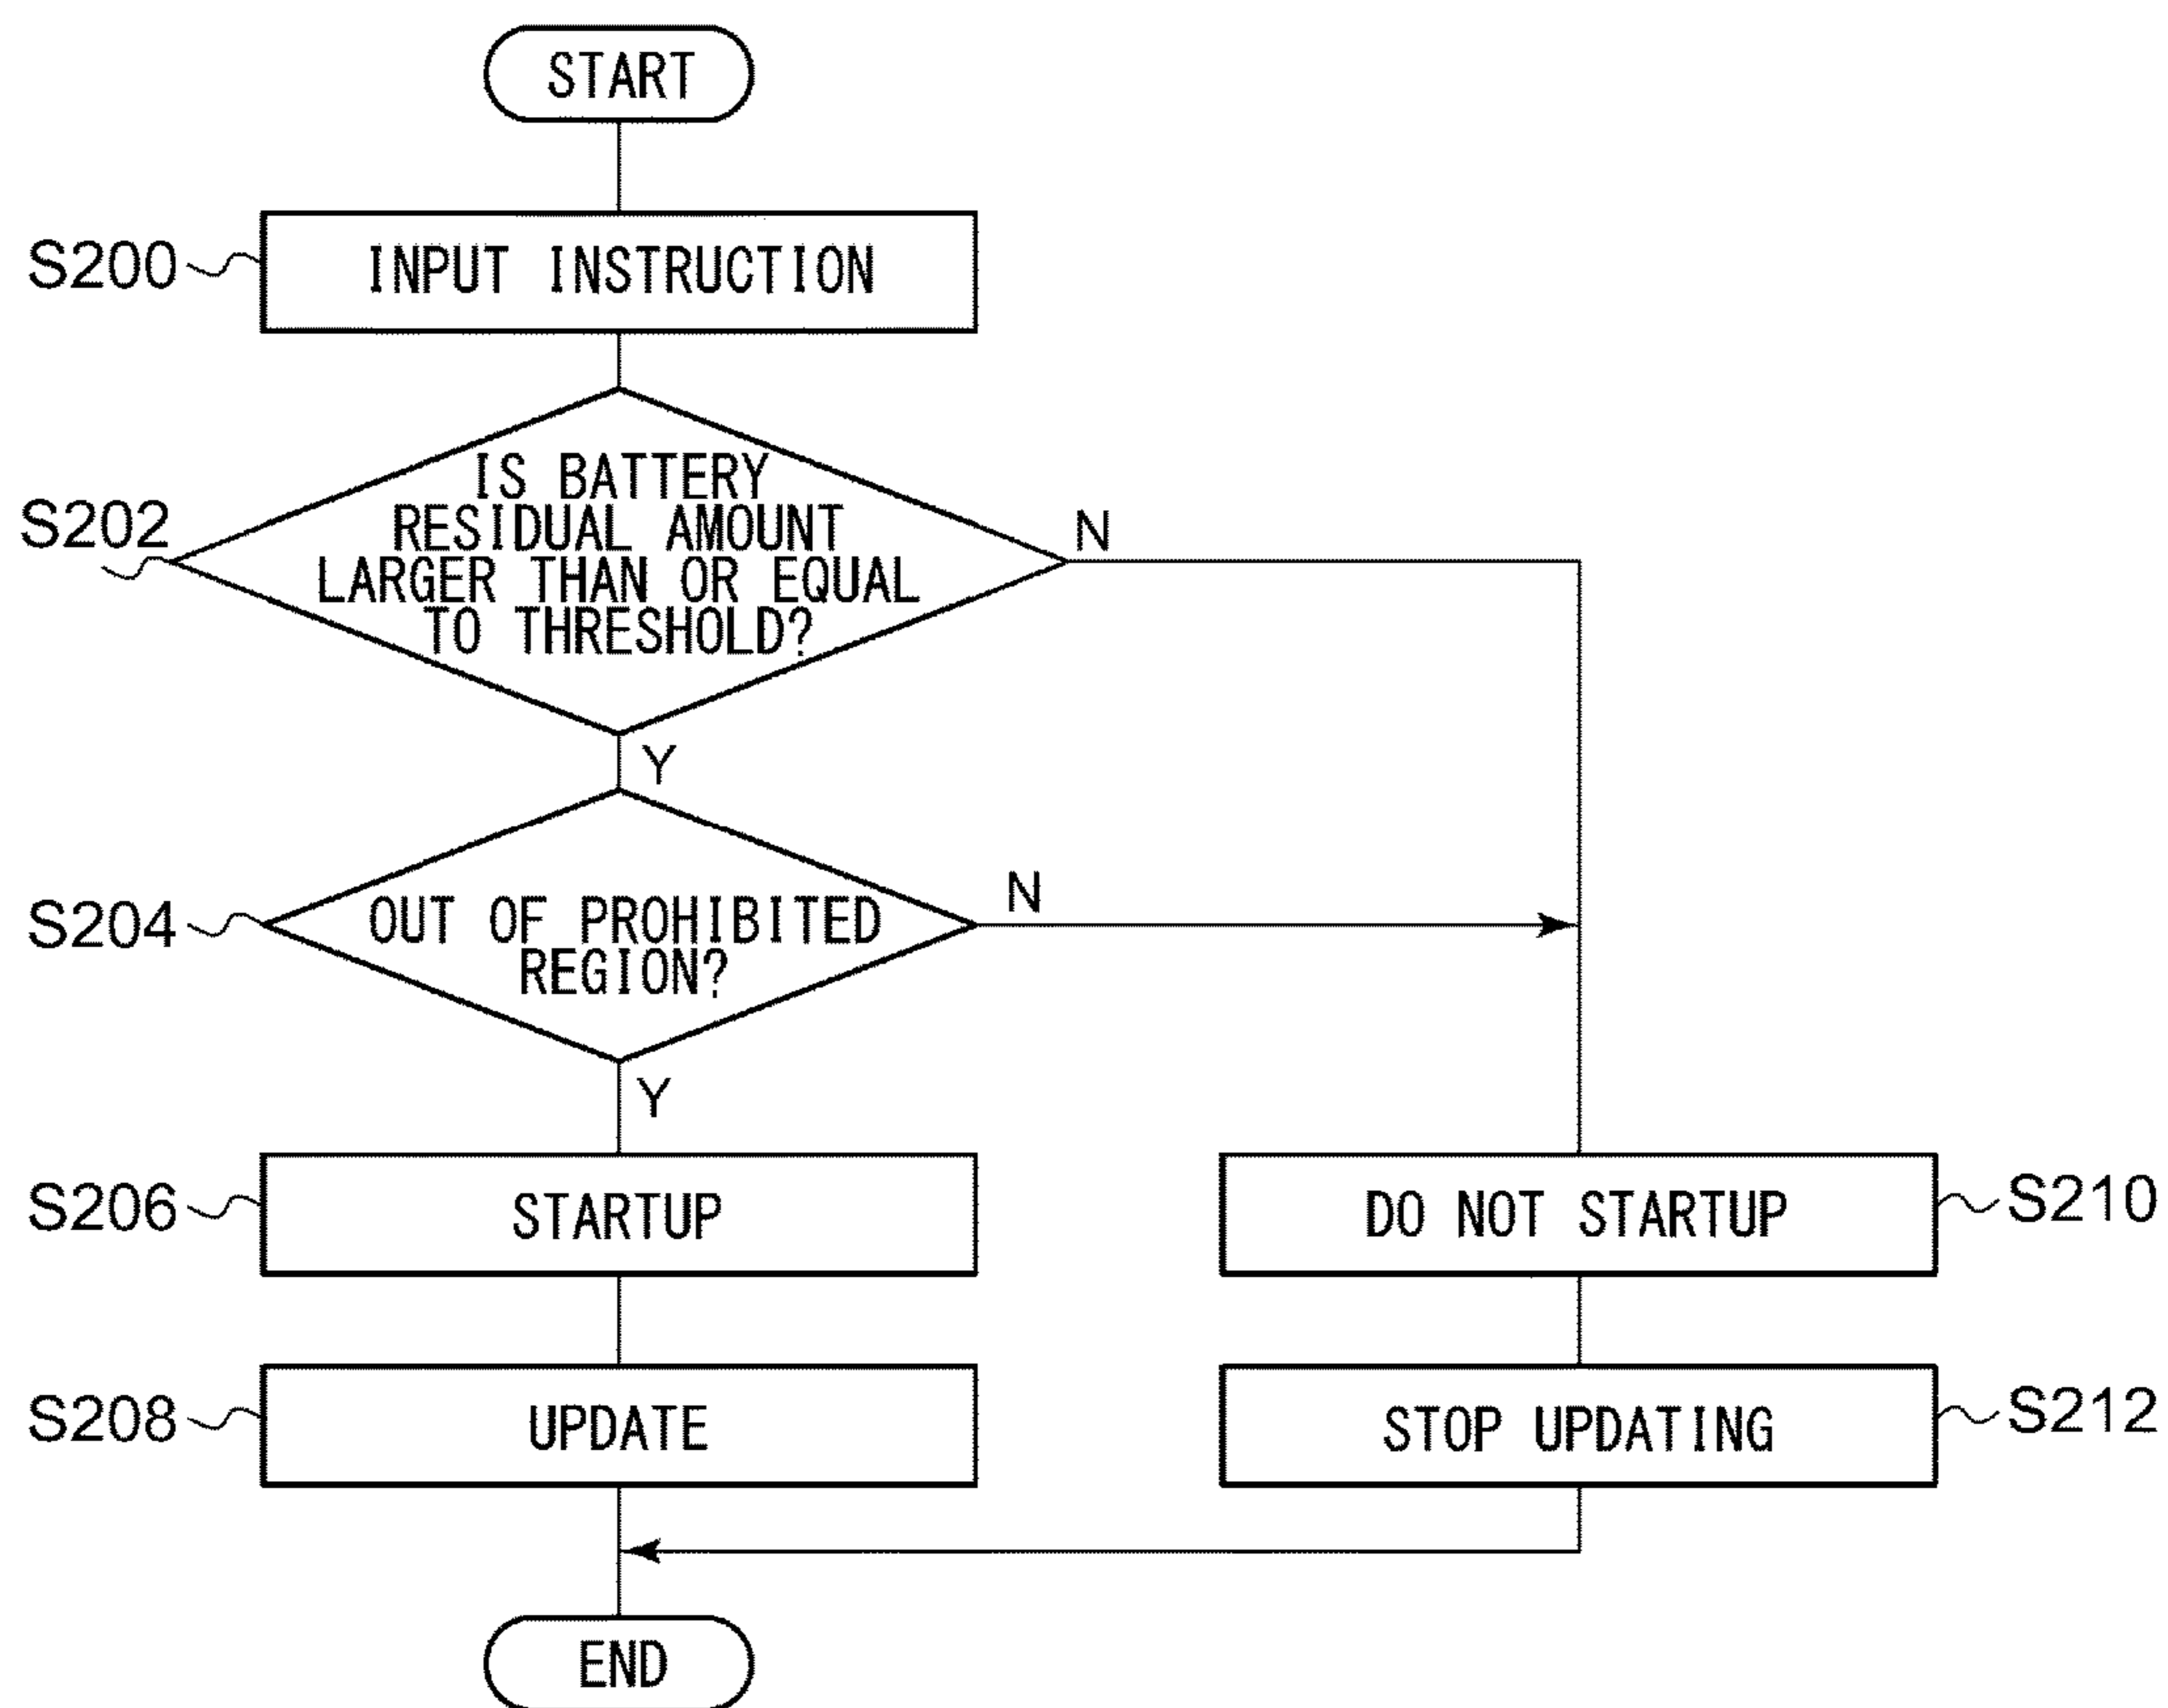 START
S200
INPUT INSTRUCTION
S202
IS BATTERY
RESIDUAL AMOUNT
LARGER THAN OR EQUAL
TO THRESHOLD?
N
Y
S204
OUT OF PROHIBITED
REGION?
N
Y
S206
STARTUP
DO NOT STARTUP
S210
S208
UPDATE
STOP UPDATING
S212
END